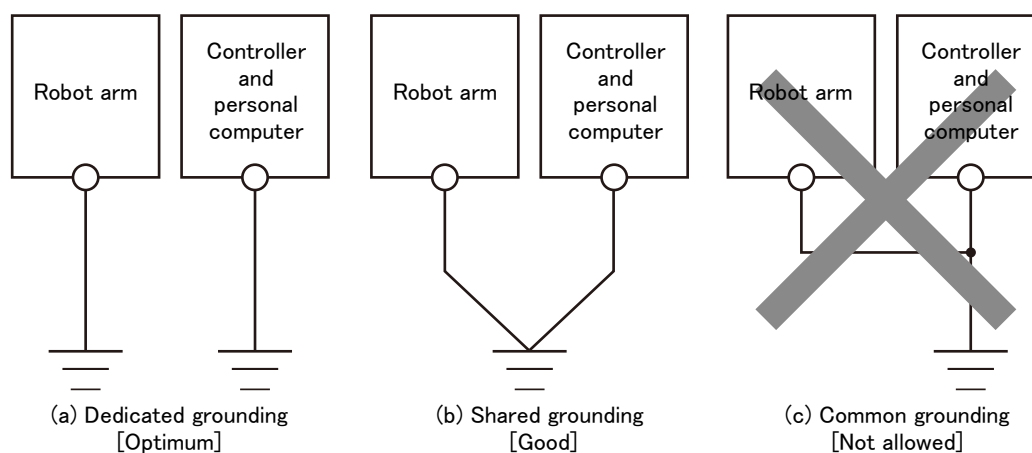 Robot arm
Controller
and
personal
computer
Robot arm
Controller
and
personal
computer
Robot arm
Controller
and
personal
computer
(a) Dedicated grounding
[Optimum]
(b) Shared grounding
[Good]
(c) Common grounding
[Not allowed]